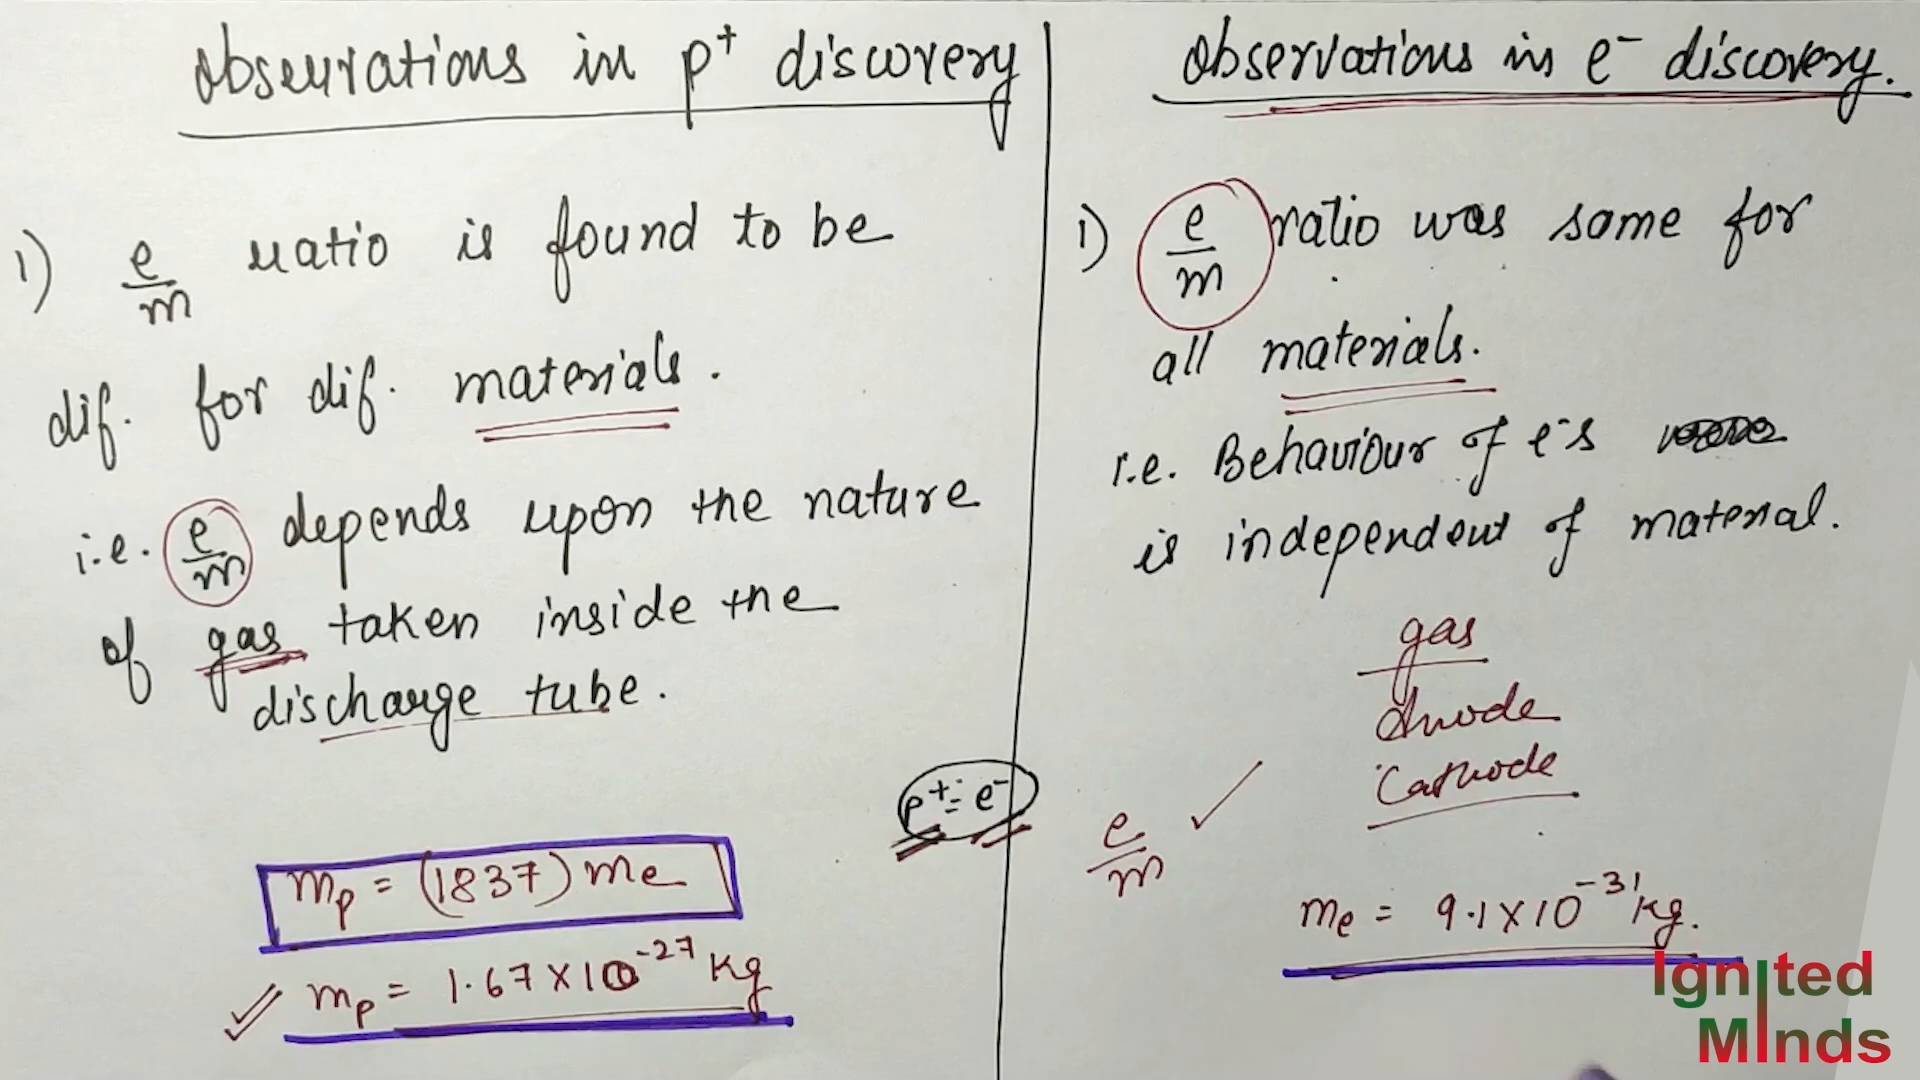 Observations in p⁺ discovery
1) e/m ratio is found to be
dif. for dif. materials.
i.e. e/m depends upon the nature
of gas taken inside the
discharge tube.
mp = (1837) me
mp = 1.67 x 10⁻²⁷ kg
p⁺ = e⁻
Observations in e⁻ discovery.
1) e/m ratio was same for
all materials.
i.e. Behaviour of e⁻s
is independent of material.
gas
Anode
Cathode
e/m ✓
me = 9.1 x 10⁻³¹ kg.
Ignited
Minds